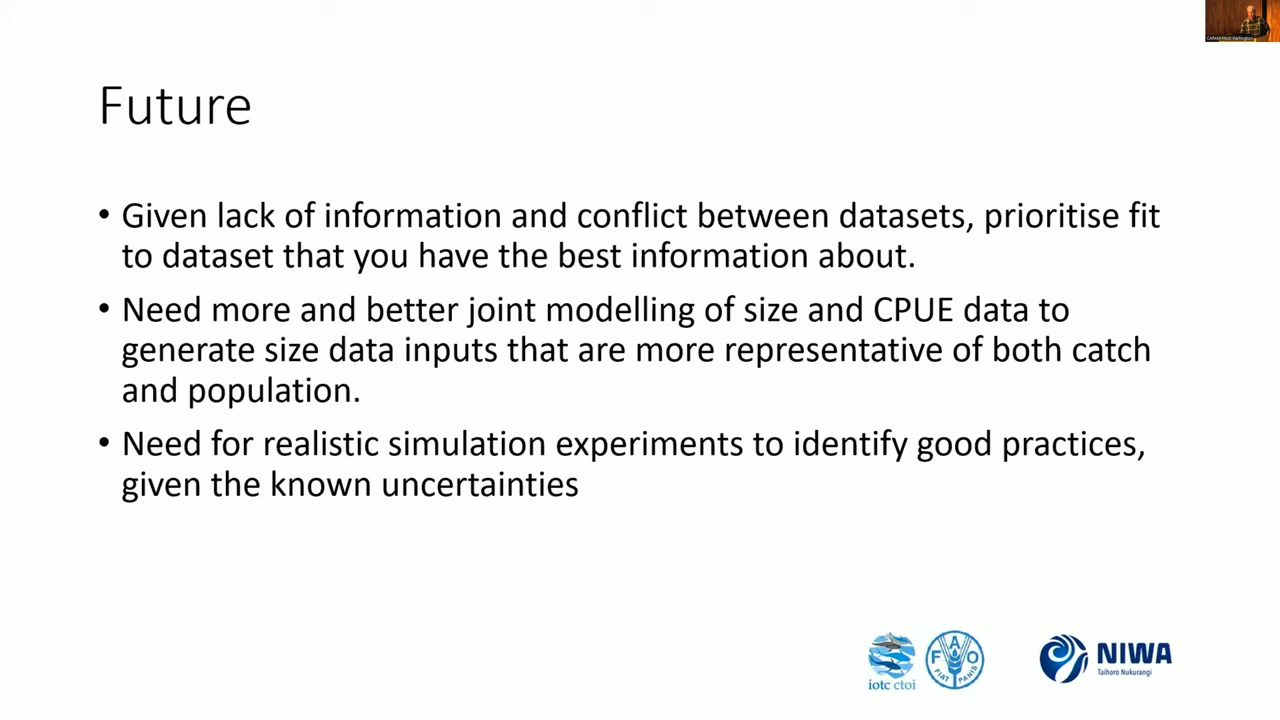 Future
• Given lack of information and conflict between datasets, prioritise fit
to dataset that you have the best information about.
• Need more and better joint modelling of size and CPUE data to
generate size data inputs that are more representative of both catch
and population.
• Need for realistic simulation experiments to identify good practices,
given the known uncertainties
iotc ctoi
F A O
FIAT PANIS
NIWA
Taihoro Nukurangi